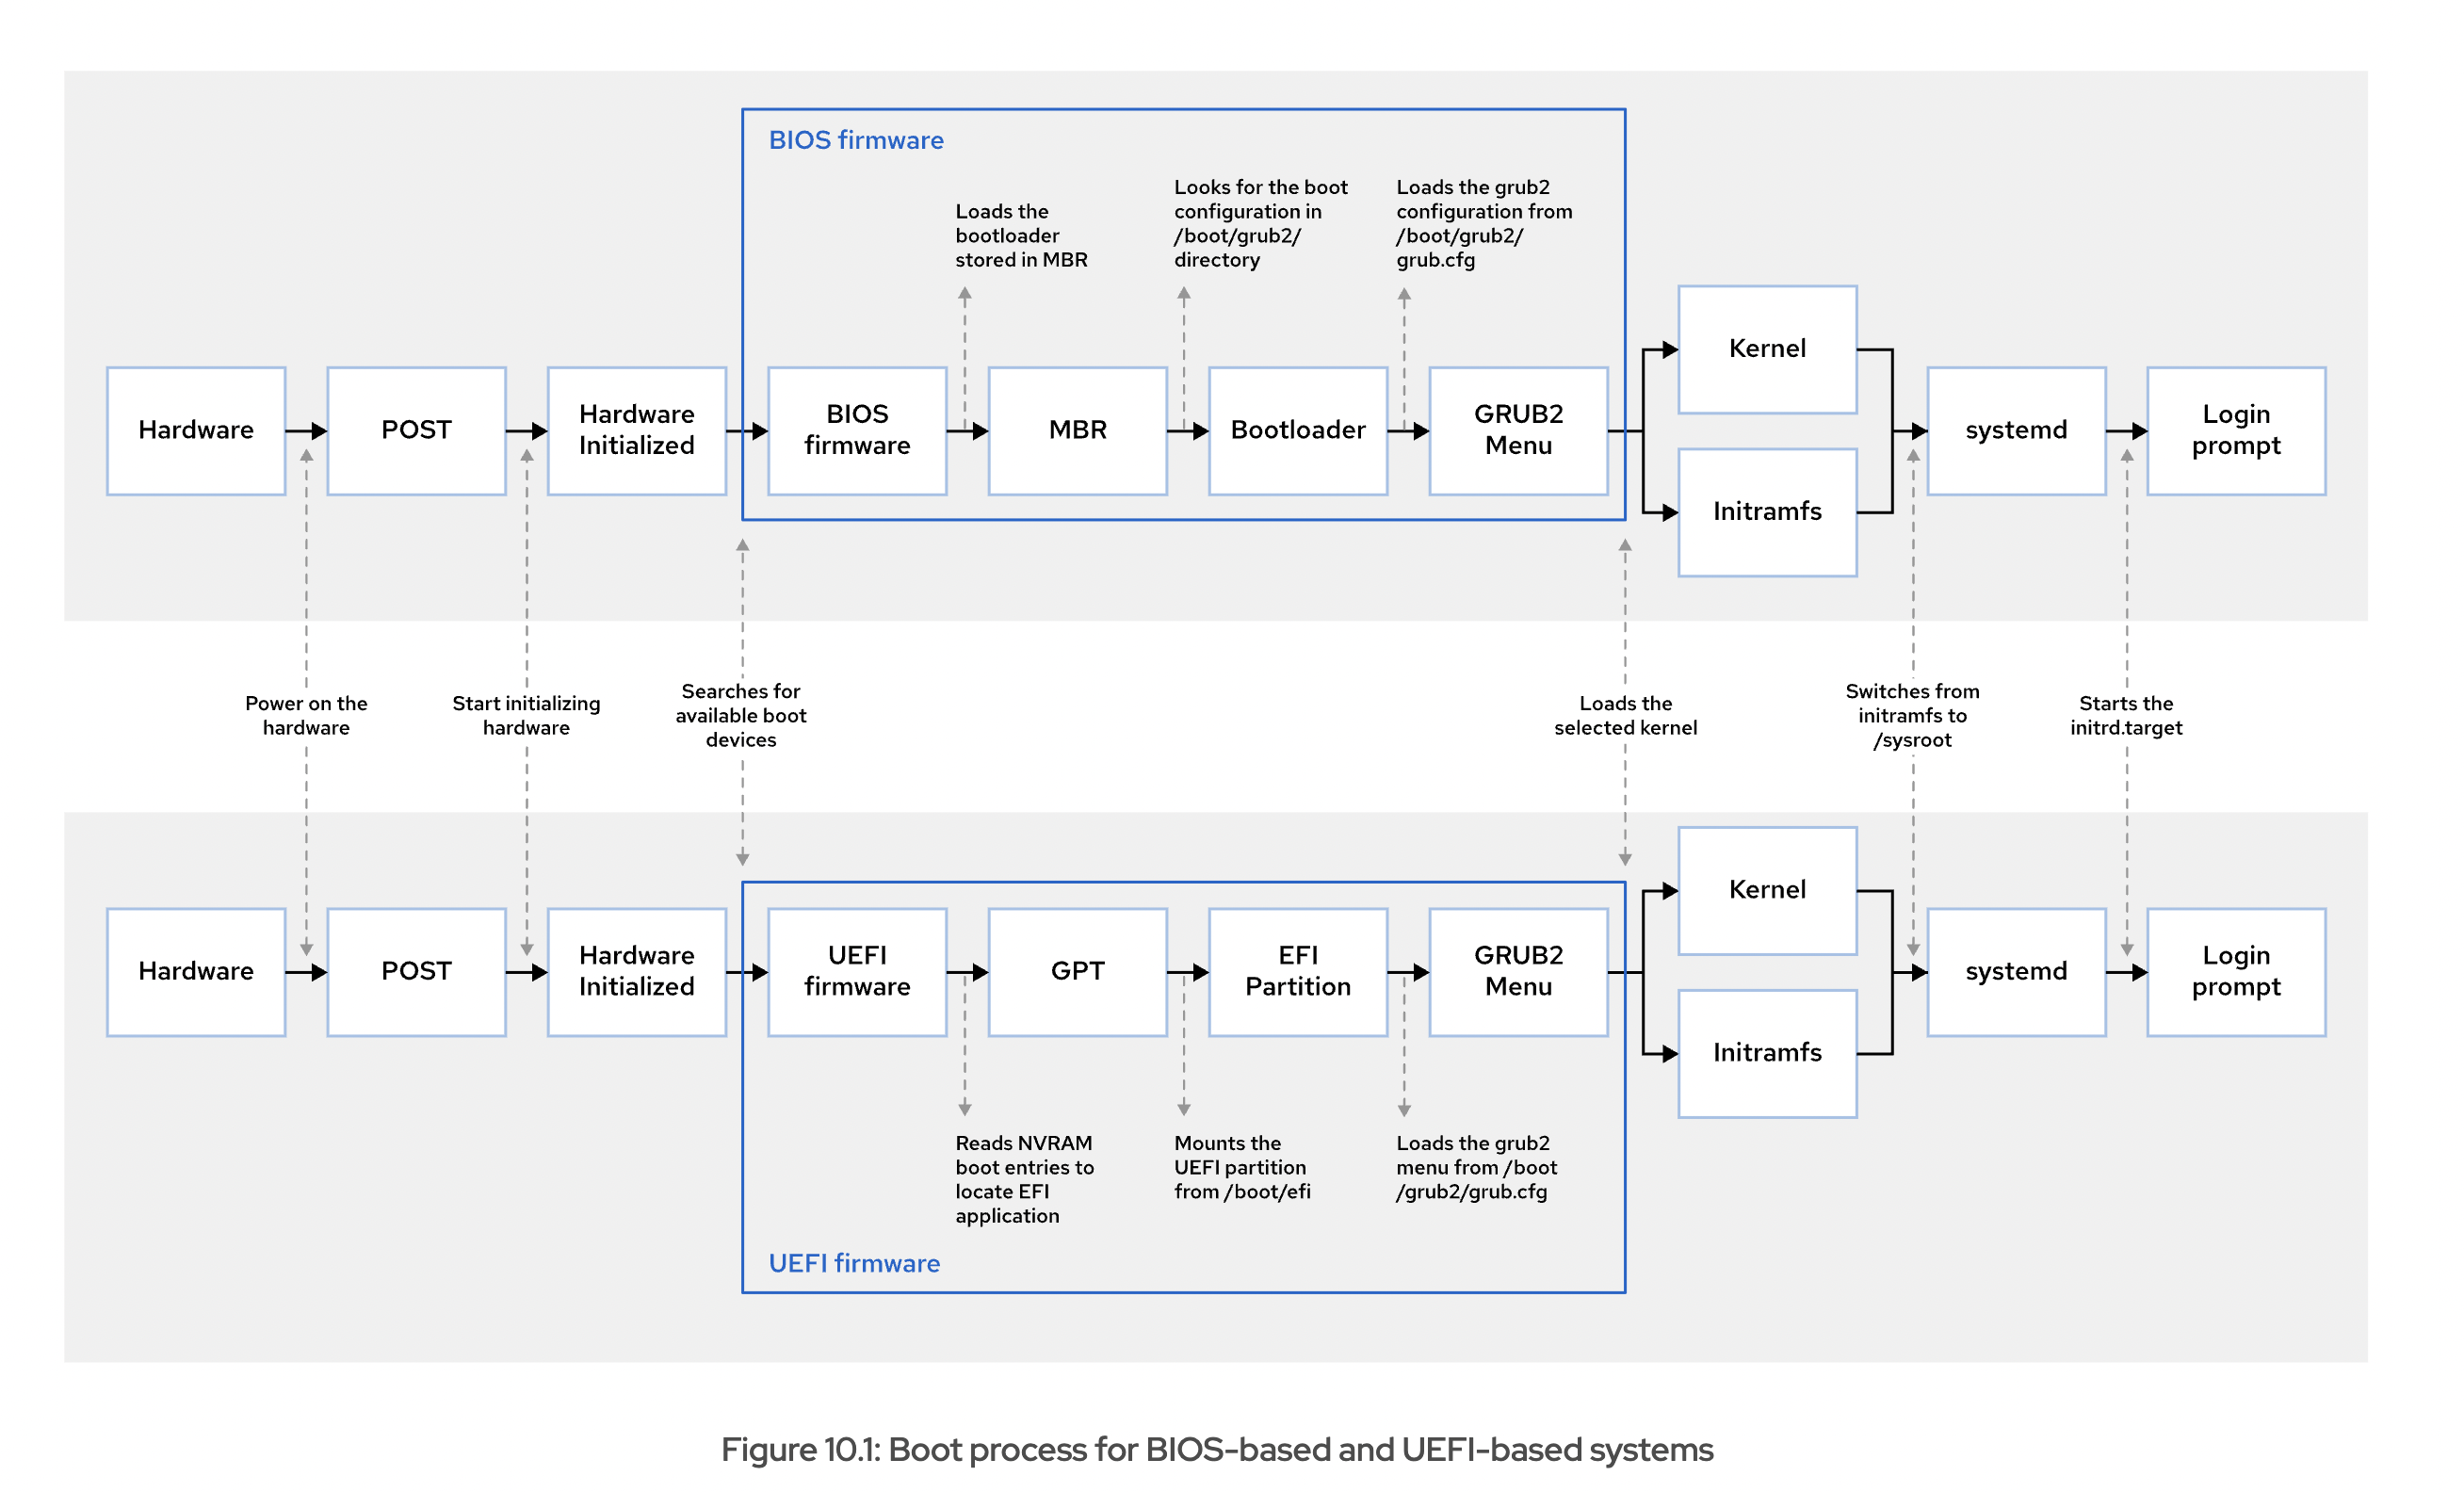 BIOS firmware
Loads the
bootloader
stored in MBR
Looks for the boot
configuration in
/boot/grub2/
directory
Loads the grub2
configuration from
/boot/grub2/
grub.cfg
Hardware
POST
Hardware
Initialized
BIOS
firmware
MBR
Bootloader
GRUB2
Menu
Kernel
Initramfs
systemd
Login
prompt
Power on the
hardware
Start initializing
hardware
Searches for
available boot
devices
Loads the
selected kernel
Switches from
initramfs to
/sysroot
Starts the
initrd.target
Hardware
POST
Hardware
Initialized
UEFI
firmware
GPT
EFI
Partition
GRUB2
Menu
Kernel
Initramfs
systemd
Login
prompt
Reads NVRAM
boot entries to
locate EFI
application
Mounts the
UEFI partition
from /boot/efi
Loads the grub2
menu from /boot
/grub2/grub.cfg
UEFI firmware
Figure 10.1: Boot process for BIOS-based and UEFI-based systems